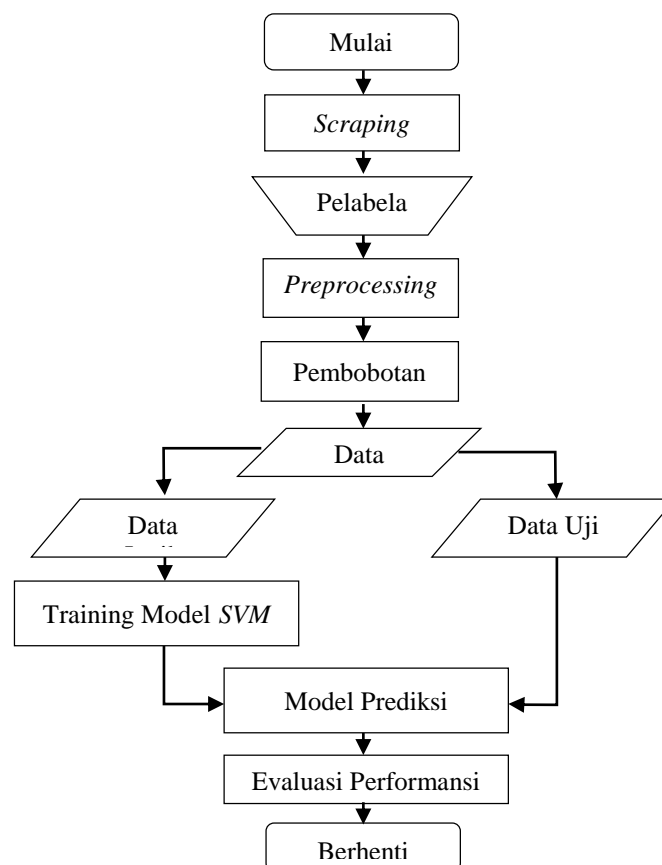 Mulai
Scraping
Pelabela
Preprocessing
Pembobotan
Data
Data
Data Uji
Training Model SVM
Model Prediksi
Evaluasi Performansi
Berhenti